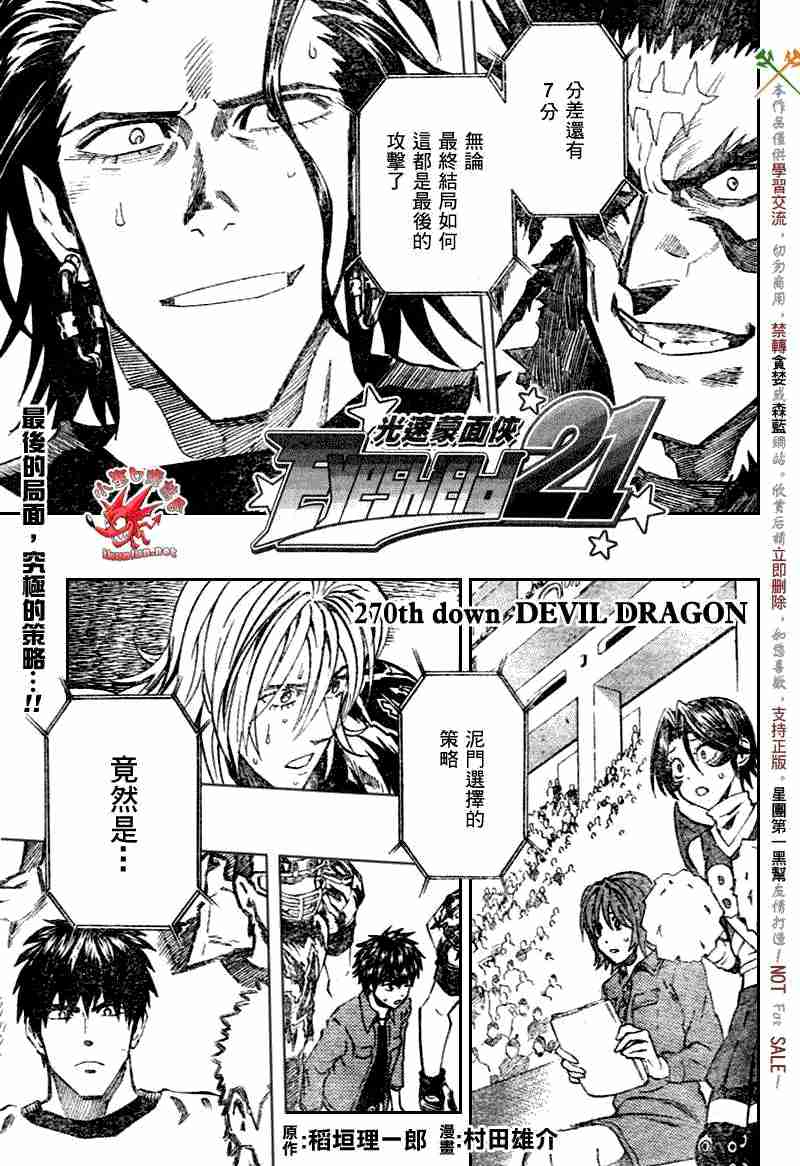 分差還有
7分
無論
最終結局如何
這都是最後的
攻擊了
光速蒙面俠
EYESHIELD 21
最後的局面，究極的策略…!!
270th down DEVIL DRAGON
泥門選擇的
策略
竟然是…
原作:稻垣理一郎 漫畫:村田雄介
本作品僅供學習交流，切勿商用，禁轉貪婪或森藍網站。欣賞后請立即刪除，如您喜歡，支持正版。星團第一黑幫友情打造！NOT For SALE！